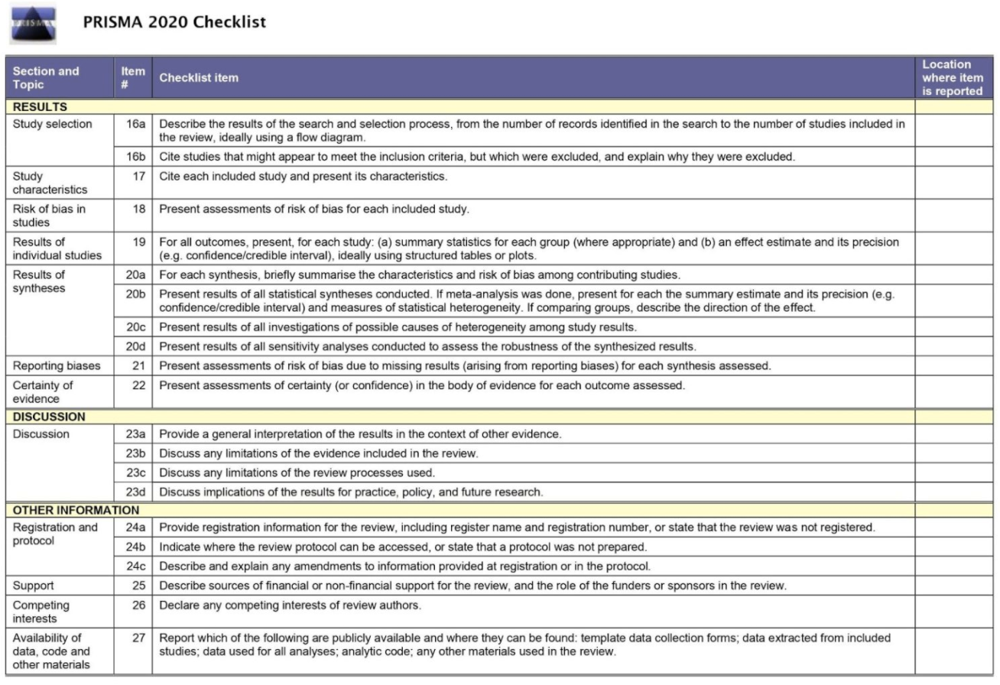 PRISMA
PRISMA 2020 Checklist
Section and
Topic
Item
#
Checklist item
Location
where item
is reported
RESULTS
Study selection
16a
Describe the results of the search and selection process, from the number of records identified in the search to the number of studies included in
the review, ideally using a flow diagram.
16b
Cite studies that might appear to meet the inclusion criteria, but which were excluded, and explain why they were excluded.
Study
characteristics
17
Cite each included study and present its characteristics.
Risk of bias in
studies
18
Present assessments of risk of bias for each included study.
Results of
individual studies
19
For all outcomes, present, for each study: (a) summary statistics for each group (where appropriate) and (b) an effect estimate and its precision
(e.g. confidence/credible interval), ideally using structured tables or plots.
Results of
syntheses
20a
For each synthesis, briefly summarise the characteristics and risk of bias among contributing studies.
20b
Present results of all statistical syntheses conducted. If meta-analysis was done, present for each the summary estimate and its precision (e.g.
confidence/credible interval) and measures of statistical heterogeneity. If comparing groups, describe the direction of the effect.
20c
Present results of all investigations of possible causes of heterogeneity among study results.
20d
Present results of all sensitivity analyses conducted to assess the robustness of the synthesized results.
Reporting biases
21
Present assessments of risk of bias due to missing results (arising from reporting biases) for each synthesis assessed.
Certainty of
evidence
22
Present assessments of certainty (or confidence) in the body of evidence for each outcome assessed.
DISCUSSION
Discussion
23a
Provide a general interpretation of the results in the context of other evidence.
23b
Discuss any limitations of the evidence included in the review.
23c
Discuss any limitations of the review processes used.
23d
Discuss implications of the results for practice, policy, and future research.
OTHER INFORMATION
Registration and
protocol
24a
Provide registration information for the review, including register name and registration number, or state that the review was not registered.
24b
Indicate where the review protocol can be accessed, or state that a protocol was not prepared.
24c
Describe and explain any amendments to information provided at registration or in the protocol.
Support
25
Describe sources of financial or non-financial support for the review, and the role of the funders or sponsors in the review.
Competing
interests
26
Declare any competing interests of review authors.
Availability of
data, code and
other materials
27
Report which of the following are publicly available and where they can be found: template data collection forms; data extracted from included
studies; data used for all analyses; analytic code; any other materials used in the review.